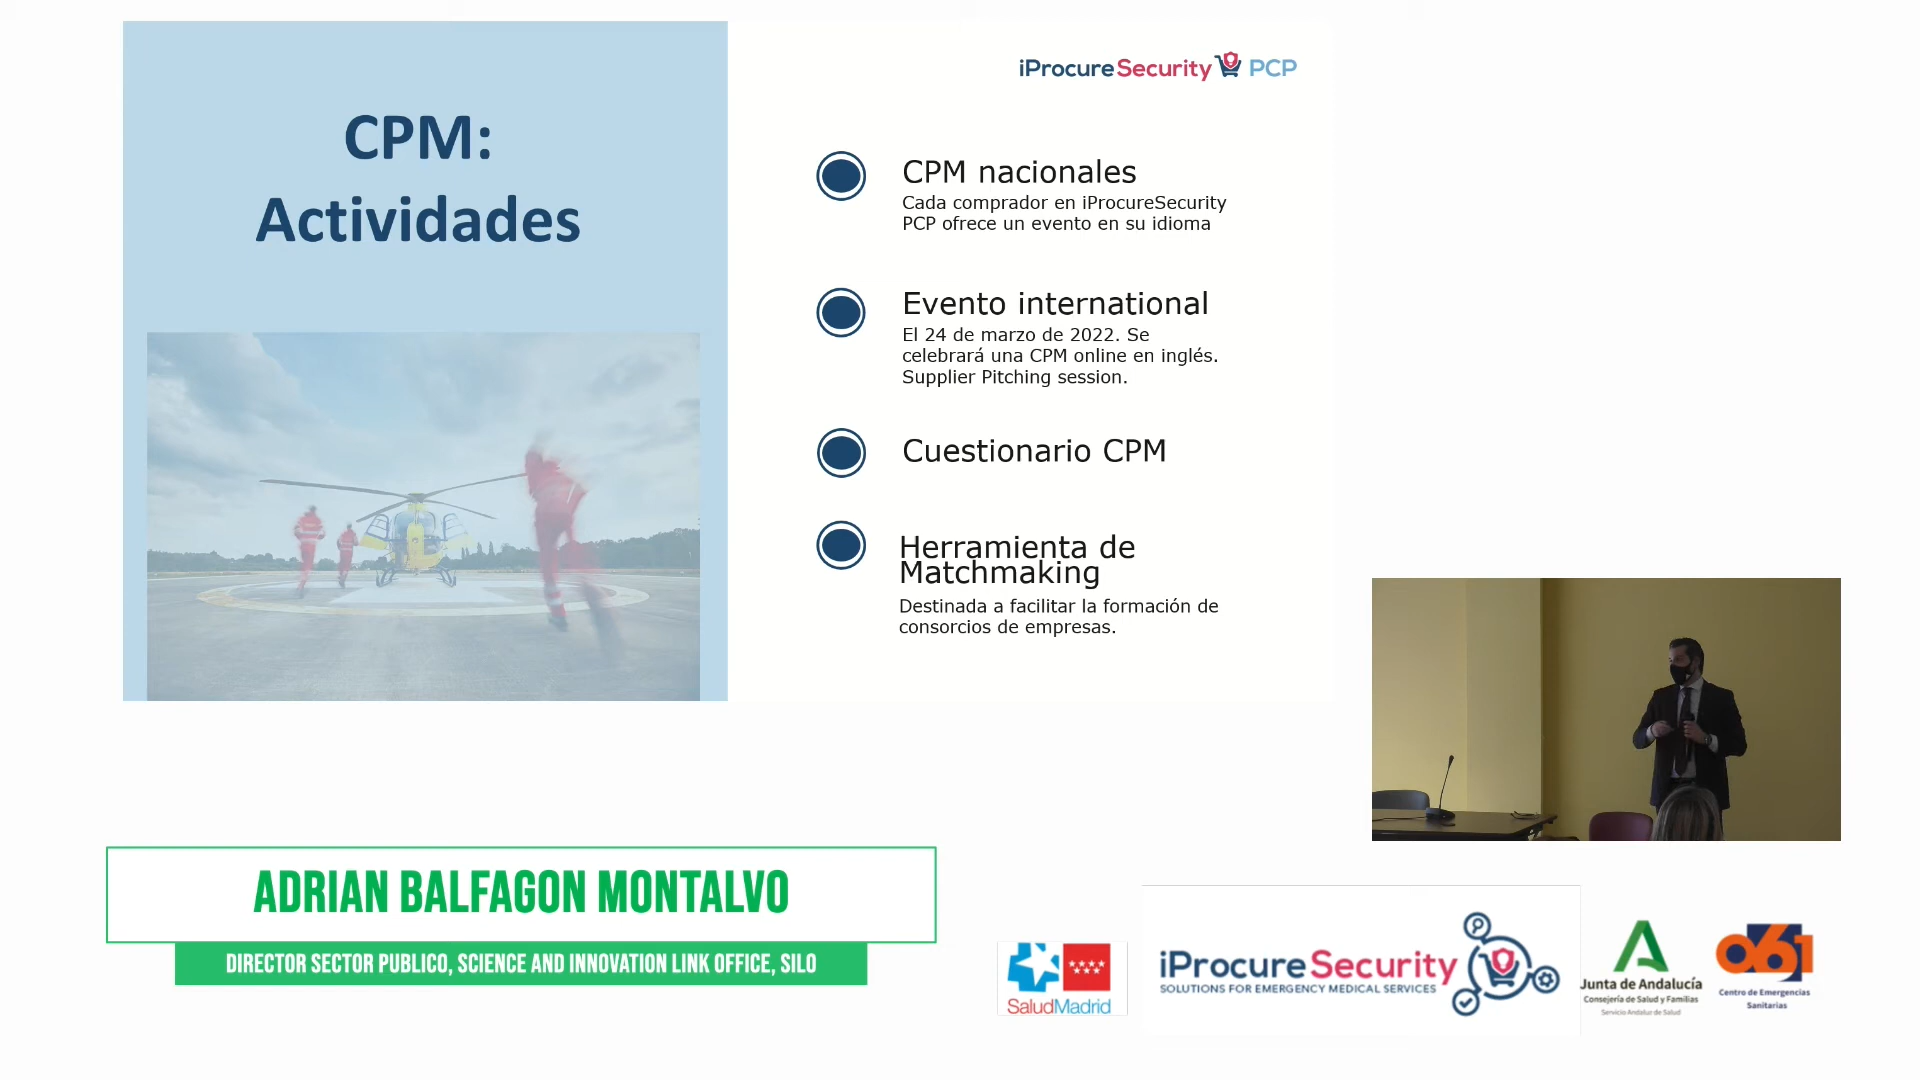 CPM:
Actividades
iProcureSecurity PCP
CPM nacionales
Cada comprador en iProcureSecurity
PCP ofrece un evento en su idioma
Evento international
El 24 de marzo de 2022. Se
celebrará una CPM online en inglés.
Supplier Pitching session.
Cuestionario CPM
Herramienta de
Matchmaking
Destinada a facilitar la formación de
consorcios de empresas.
ADRIAN BALFAGON MONTALVO
DIRECTOR SECTOR PUBLICO, SCIENCE AND INNOVATION LINK OFFICE, SILO
SaludMadrid
iProcureSecurity
SOLUTIONS FOR EMERGENCY MEDICAL SERVICES
Junta de Andalucía
Consejería de Salud y Familias
Servicio Andaluz de Salud
061
Centro de Emergencias
Sanitarias